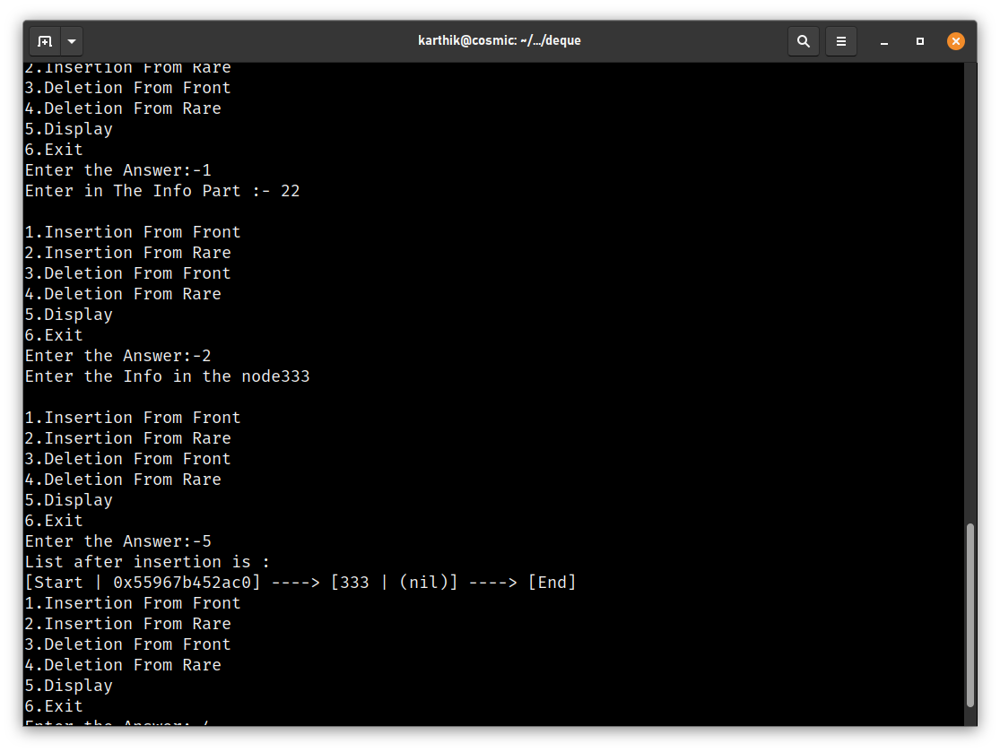 karthik@cosmic: ~/.../deque
2.Insertion From Rare
3.Deletion From Front
4.Deletion From Rare
5.Display
6.Exit
Enter the Answer:-1
Enter in The Info Part :- 22
1.Insertion From Front
2.Insertion From Rare
3.Deletion From Front
4.Deletion From Rare
5.Display
6.Exit
Enter the Answer:-2
Enter the Info in the node333
1.Insertion From Front
2.Insertion From Rare
3.Deletion From Front
4.Deletion From Rare
5.Display
6.Exit
Enter the Answer:-5
List after insertion is :
[Start | 0x55967b452ac0] ----> [333 | (nil)] ----> [End]
1.Insertion From Front
2.Insertion From Rare
3.Deletion From Front
4.Deletion From Rare
5.Display
6.Exit
Enter the Answer:-4